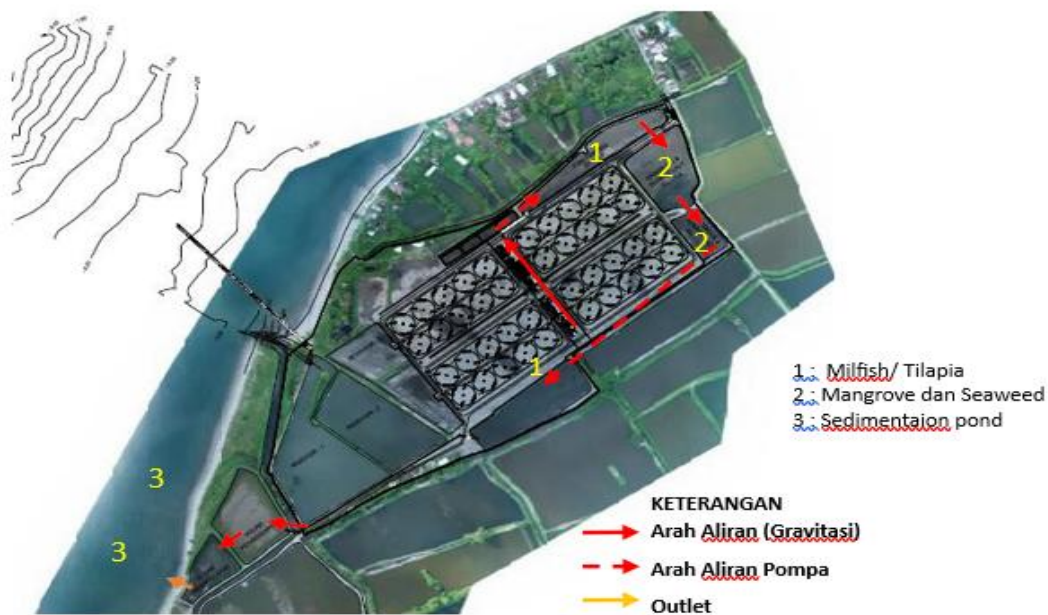 1
2
2
1
3
3
1 : Milfish/ Tilapia
2 : Mangrove dan Seaweed
3 : Sedimentaion pond
KETERANGAN
Arah Aliran (Gravitasi)
Arah Aliran Pompa
Outlet